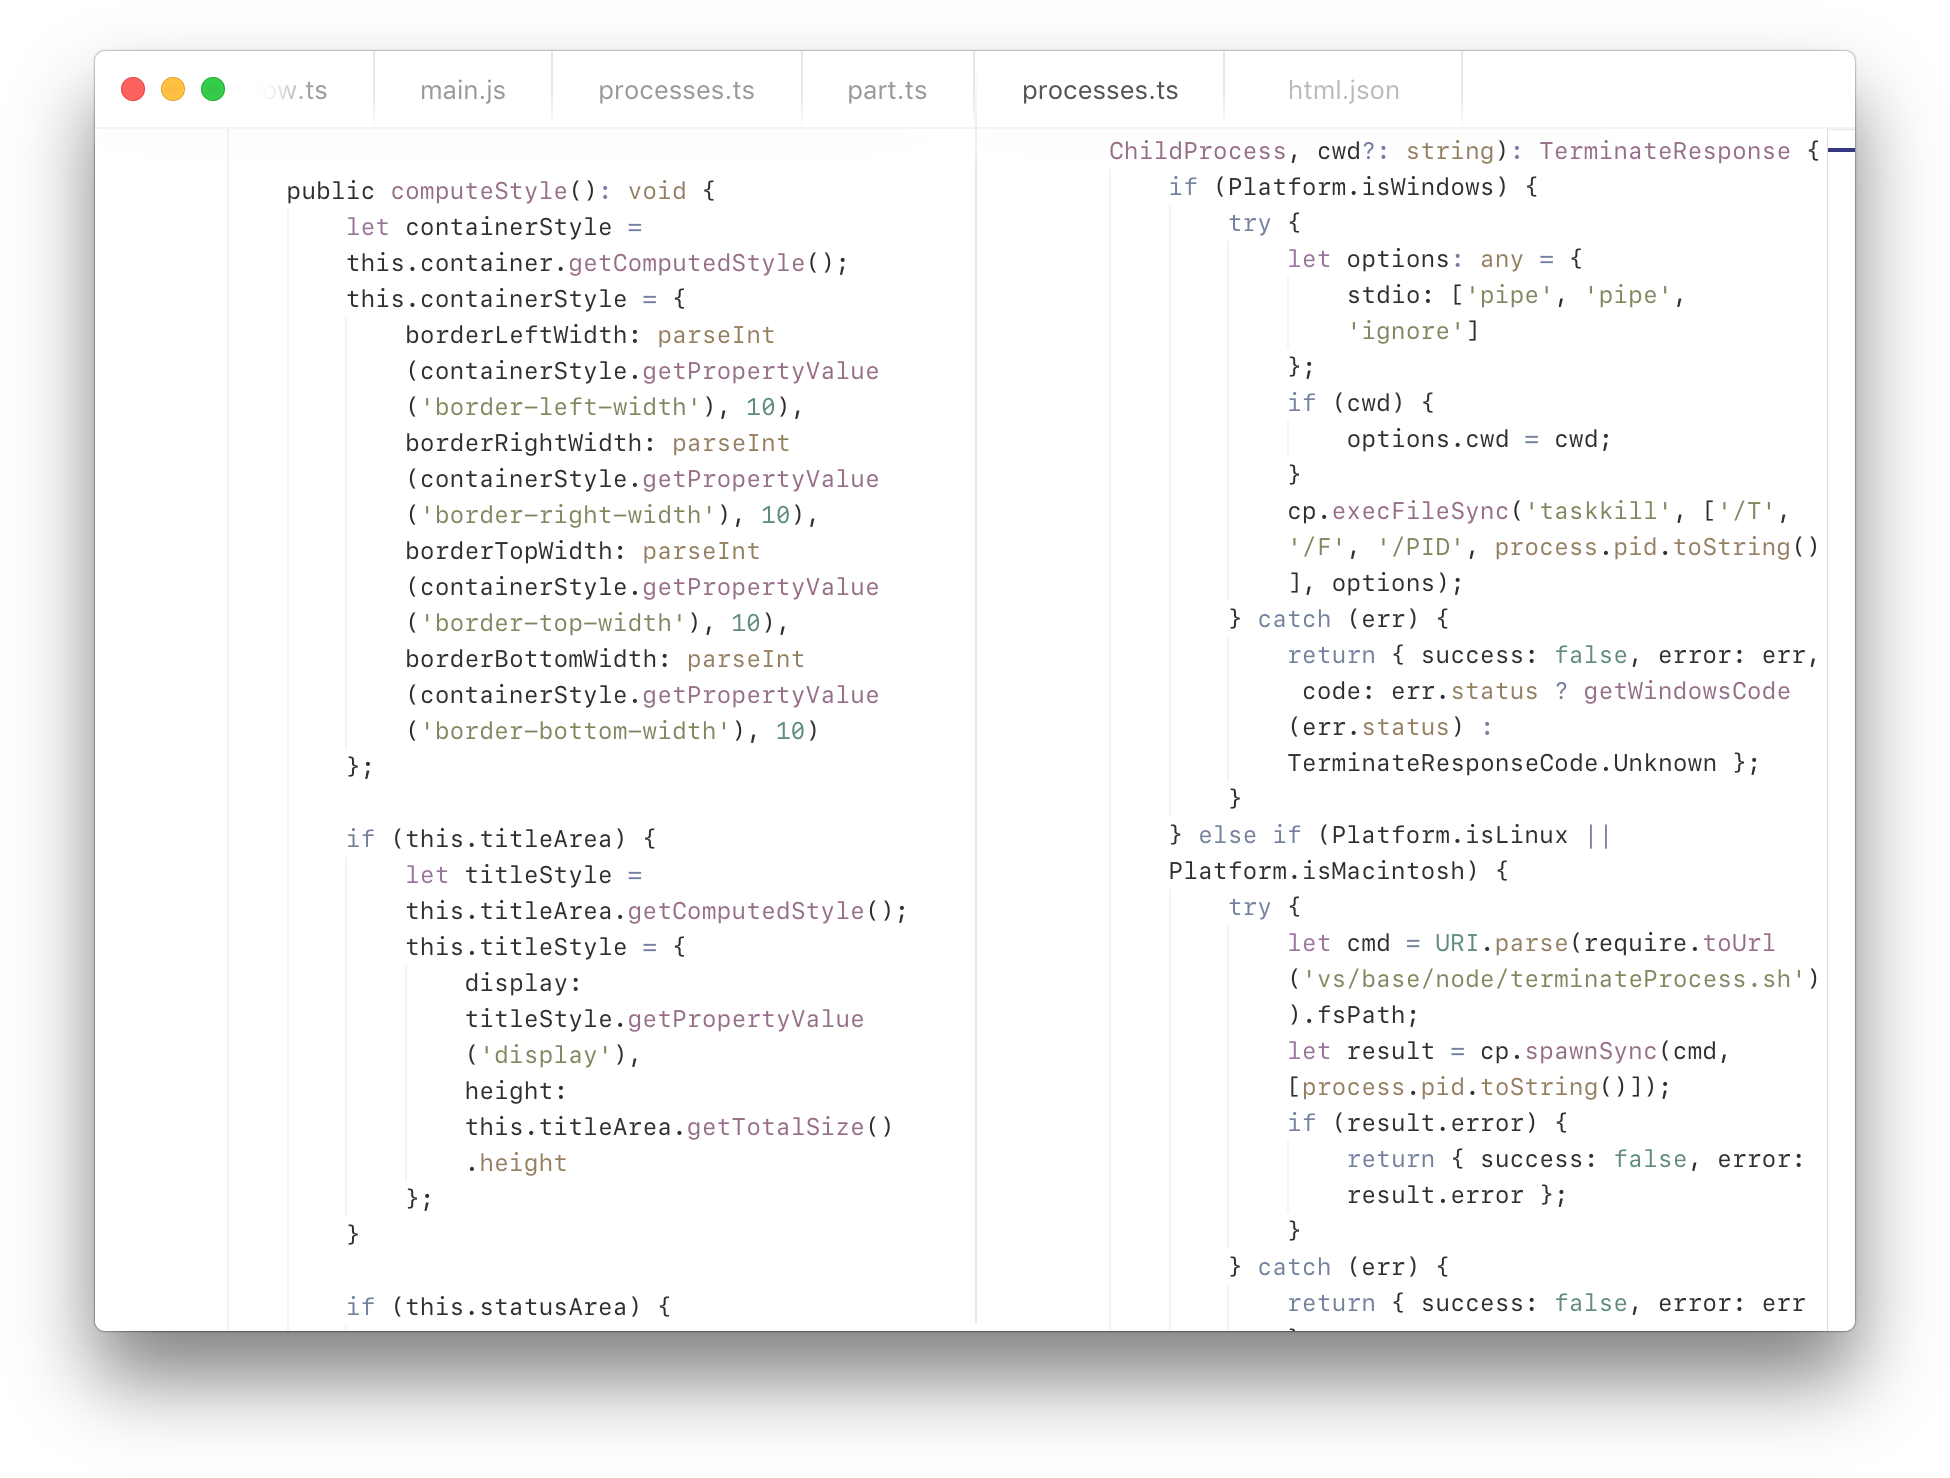 ow.ts
main.js
processes.ts
part.ts
processes.ts
html.json
public computeStyle(): void {
let containerStyle =
this.container.getComputedStyle();
this.containerStyle = {
borderLeftWidth: parseInt
(containerStyle.getPropertyValue
('border-left-width'), 10),
borderRightWidth: parseInt
(containerStyle.getPropertyValue
('border-right-width'), 10),
borderTopWidth: parseInt
(containerStyle.getPropertyValue
('border-top-width'), 10),
borderBottomWidth: parseInt
(containerStyle.getPropertyValue
('border-bottom-width'), 10)
};
if (this.titleArea) {
let titleStyle =
this.titleArea.getComputedStyle();
this.titleStyle = {
display:
titleStyle.getPropertyValue
('display'),
height:
this.titleArea.getTotalSize()
.height
};
}
if (this.statusArea) {
ChildProcess, cwd?: string): TerminateResponse {
if (Platform.isWindows) {
try {
let options: any = {
stdio: ['pipe', 'pipe',
'ignore']
};
if (cwd) {
options.cwd = cwd;
}
cp.execFileSync('taskkill', ['/T',
'/F', '/PID', process.pid.toString()
], options);
} catch (err) {
return { success: false, error: err,
code: err.status ? getWindowsCode
(err.status) :
TerminateResponseCode.Unknown };
}
} else if (Platform.isLinux ||
Platform.isMacintosh) {
try {
let cmd = URI.parse(require.toUrl
('vs/base/node/terminateProcess.sh')
).fsPath;
let result = cp.spawnSync(cmd,
[process.pid.toString()]);
if (result.error) {
return { success: false, error:
result.error };
}
} catch (err) {
return { success: false, error: err